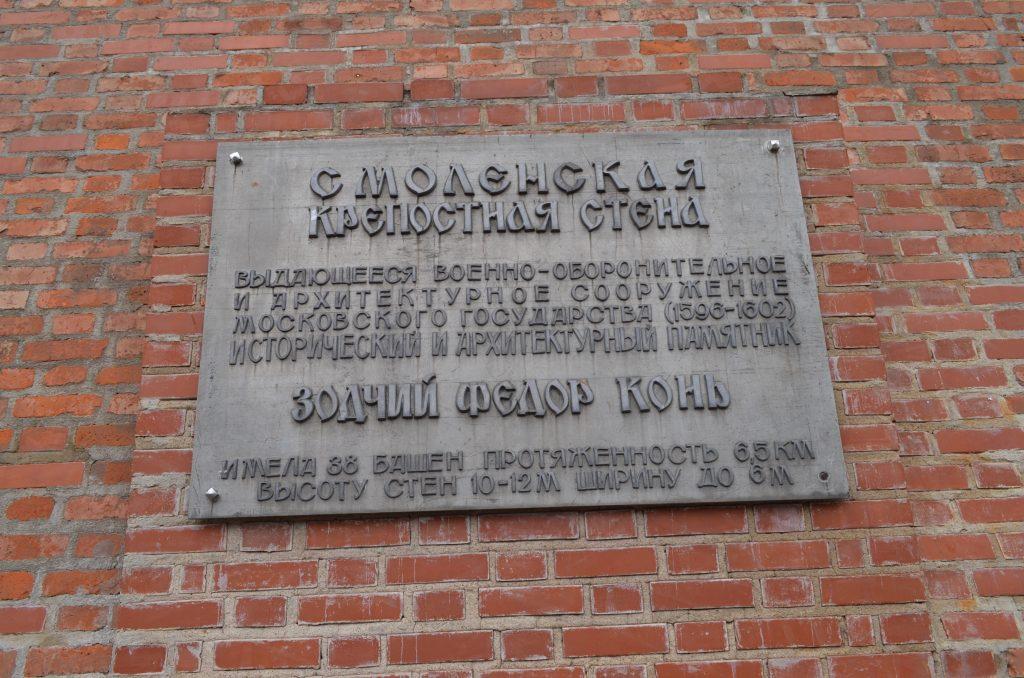 СМОЛЕНСКАЯ
КРЕПОСТНАЯ СТЕНА
ВЫДАЮЩЕЕСЯ ВОЕННО-ОБОРОНИТЕЛЬНОЕ
И АРХИТЕКТУРНОЕ СООРУЖЕНИЕ
МОСКОВСКОГО ГОСУДАРСТВА (1596-1602)
ИСТОРИЧЕСКИЙ И АРХИТЕКТУРНЫЙ ПАМЯТНИК
ЗОДЧИЙ ФЕДОР КОНЬ
ИМЕЛА 38 БАШЕН ПРОТЯЖЕННОСТЬ 6,5 КМ
ВЫСОТУ СТЕН 10-12 М ШИРИНУ ДО 6 М